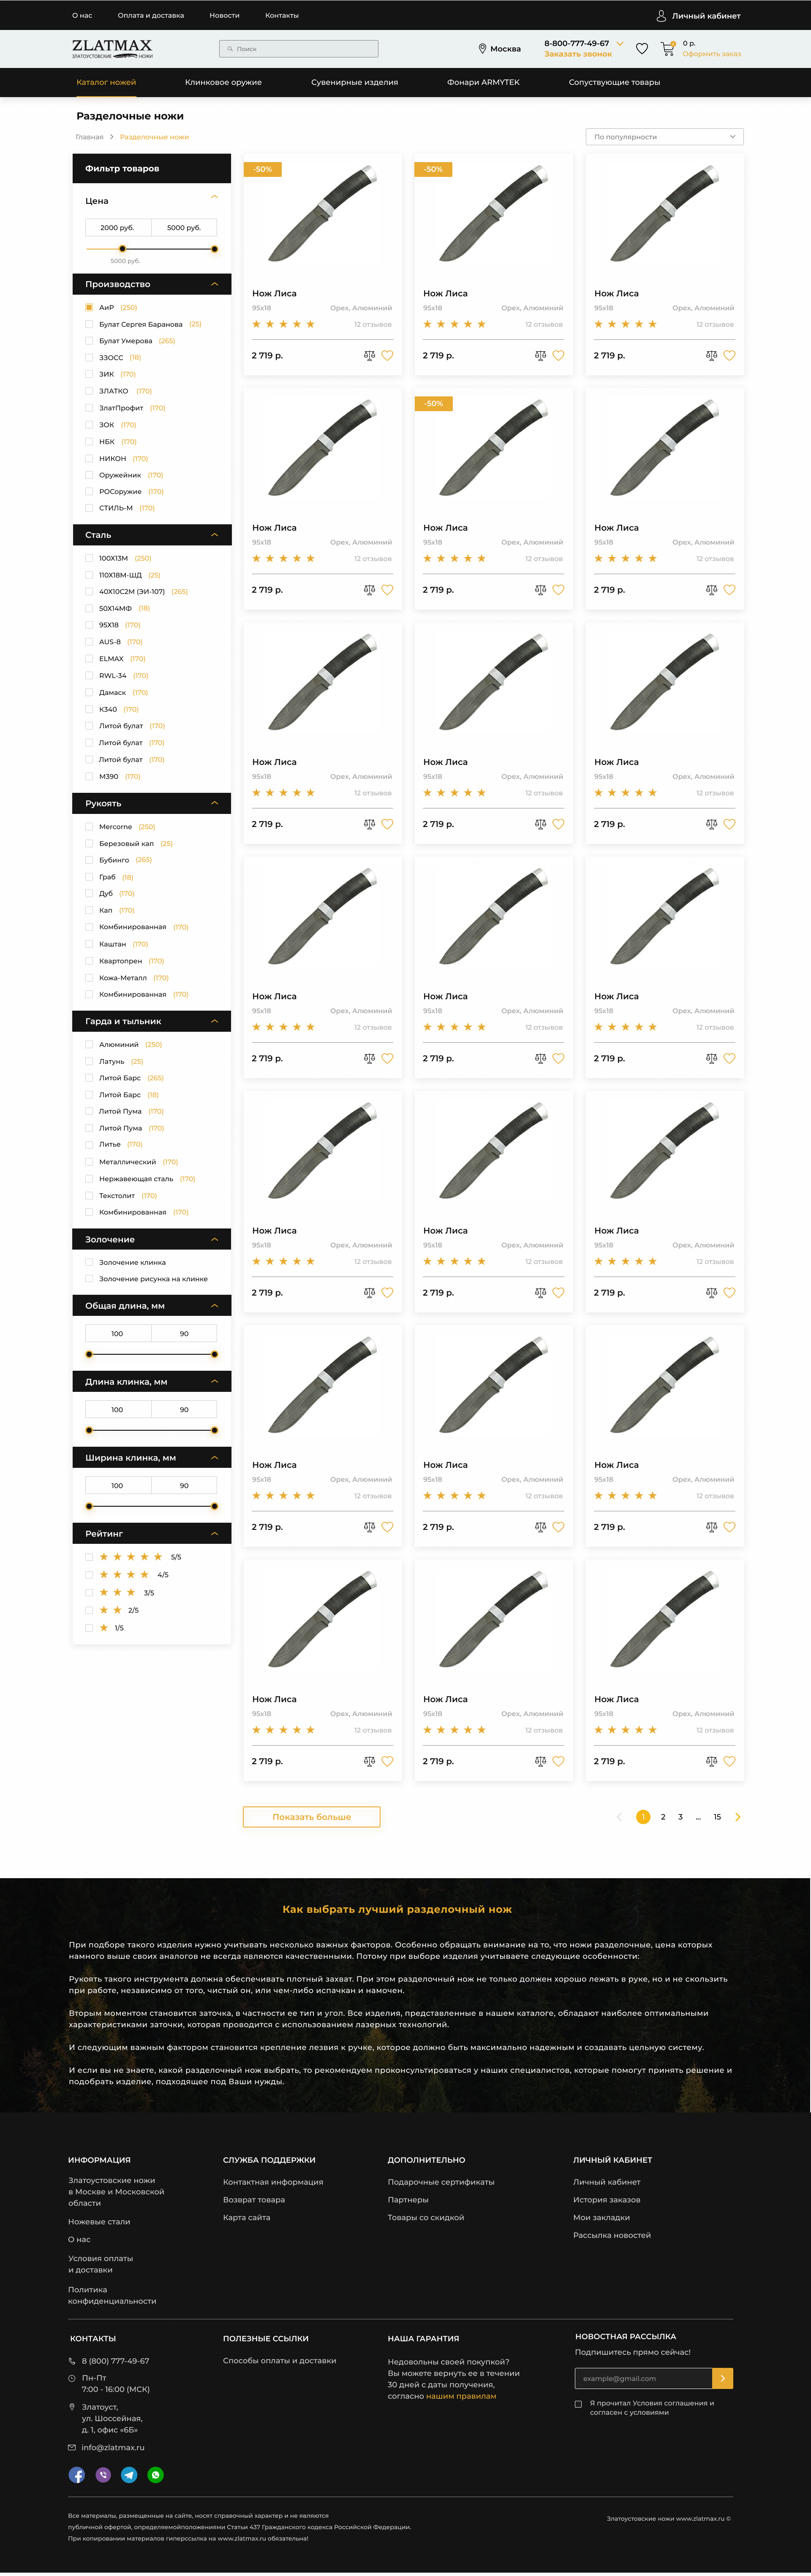 О нас
Оплата и доставка
Новости
Контакты
Личный кабинет
ZLATMAX
ЗЛАТОУСТОВСКИЕ НОЖИ
Поиск
Москва
8-800-777-49-67
Заказать звонок
0 р.
Оформить заказ
Каталог ножей
Клинковое оружие
Сувенирные изделия
Фонари ARMYTEK
Сопуствующие товары
Разделочные ножи
Главная
Разделочные ножи
По популярности
Фильтр товаров
Цена
2000 руб.
5000 руб.
5000 руб.
Производство
АиР (250)
Булат Сергея Баранова (25)
Булат Умерова (265)
ЗЗОСС (18)
ЗИК (170)
ЗЛАТКО (170)
ЗлатПрофит (170)
ЗОК (170)
НБК (170)
НИКОН (170)
Оружейник (170)
РОСоружие (170)
СТИЛЬ-М (170)
Сталь
100Х13М (250)
110Х18М-ШД (25)
40Х10С2М (ЭИ-107) (265)
50Х14МФ (18)
95Х18 (170)
AUS-8 (170)
ELMAX (170)
RWL-34 (170)
Дамаск (170)
К340 (170)
Литой булат (170)
Литой булат (170)
Литой булат (170)
М390 (170)
Рукоять
Mercorne (250)
Березовый кап (25)
Бубинго (265)
Граб (18)
Дуб (170)
Кап (170)
Комбинированная (170)
Каштан (170)
Квартопрен (170)
Кожа-Металл (170)
Комбинированная (170)
Гарда и тыльник
Алюминий (250)
Латунь (25)
Литой Барс (265)
Литой Барс (18)
Литой Пума (170)
Литой Пума (170)
Литье (170)
Металлический (170)
Нержавеющая сталь (170)
Текстолит (170)
Комбинированная (170)
Золочение
Золочение клинка
Золочение рисунка на клинке
Общая длина, мм
100
90
Длина клинка, мм
100
90
Ширина клинка, мм
100
90
Рейтинг
5/5
4/5
3/5
2/5
1/5
-50%
Нож Лиса
95x18
Орех, Алюминий
12 отзывов
2 719 р.
-50%
Нож Лиса
95x18
Орех, Алюминий
12 отзывов
2 719 р.
Нож Лиса
95x18
Орех, Алюминий
12 отзывов
2 719 р.
Нож Лиса
95x18
Орех, Алюминий
12 отзывов
2 719 р.
-50%
Нож Лиса
95x18
Орех, Алюминий
12 отзывов
2 719 р.
Нож Лиса
95x18
Орех, Алюминий
12 отзывов
2 719 р.
Нож Лиса
95x18
Орех, Алюминий
12 отзывов
2 719 р.
Нож Лиса
95x18
Орех, Алюминий
12 отзывов
2 719 р.
Нож Лиса
95x18
Орех, Алюминий
12 отзывов
2 719 р.
Нож Лиса
95x18
Орех, Алюминий
12 отзывов
2 719 р.
Нож Лиса
95x18
Орех, Алюминий
12 отзывов
2 719 р.
Нож Лиса
95x18
Орех, Алюминий
12 отзывов
2 719 р.
Нож Лиса
95x18
Орех, Алюминий
12 отзывов
2 719 р.
Нож Лиса
95x18
Орех, Алюминий
12 отзывов
2 719 р.
Нож Лиса
95x18
Орех, Алюминий
12 отзывов
2 719 р.
Нож Лиса
95x18
Орех, Алюминий
12 отзывов
2 719 р.
Нож Лиса
95x18
Орех, Алюминий
12 отзывов
2 719 р.
Нож Лиса
95x18
Орех, Алюминий
12 отзывов
2 719 р.
Нож Лиса
95x18
Орех, Алюминий
12 отзывов
2 719 р.
Нож Лиса
95x18
Орех, Алюминий
12 отзывов
2 719 р.
Нож Лиса
95x18
Орех, Алюминий
12 отзывов
2 719 р.
Показать больше
1 2 3 ... 15
Как выбрать лучший разделочный нож
При подборе такого изделия нужно учитывать несколько важных факторов. Особенно обращать внимание на то, что ножи разделочные, цена которых
намного выше своих аналогов не всегда являются качественными. Потому при выборе изделия учитываете следующие особенности:
Рукоять такого инструмента должна обеспечивать плотный захват. При этом разделочный нож не только должен хорошо лежать в руке, но и не скользить
при работе, независимо от того, чистый он, или чем-либо испачкан и намочен.
Вторым моментом становится заточка, в частности ее тип и угол. Все изделия, представленные в нашем каталоге, обладают наиболее оптимальными
характеристиками заточки, которая проводится с использованием лазерных технологий.
И следующим важным фактором становится крепление лезвия к ручке, которое должно быть максимально надежным и создавать цельную систему.
И если вы не знаете, какой разделочный нож выбрать, то рекомендуем проконсультироваться у наших специалистов, которые помогут принять решение и
подобрать изделие, подходящее под Ваши нужды.
ИНФОРМАЦИЯ
Златоустовские ножи
в Москве и Московской
области
Ножевые стали
О нас
Условия оплаты
и доставки
Политика
конфиденциальности
СЛУЖБА ПОДДЕРЖКИ
Контактная информация
Возврат товара
Карта сайта
ДОПОЛНИТЕЛЬНО
Подарочные сертификаты
Партнеры
Товары со скидкой
ЛИЧНЫЙ КАБИНЕТ
Личный кабинет
История заказов
Мои закладки
Рассылка новостей
КОНТАКТЫ
8 (800) 777-49-67
Пн-Пт
7:00 - 16:00 (МСК)
Златоуст,
ул. Шоссейная,
д. 1, офис «6Б»
info@zlatmax.ru
ПОЛЕЗНЫЕ ССЫЛКИ
Способы оплаты и доставки
НАША ГАРАНТИЯ
Недовольны своей покупкой?
Вы можете вернуть ее в течении
30 дней с даты получения,
согласно нашим правилам
НОВОСТНАЯ РАССЫЛКА
Подпишитесь прямо сейчас!
example@gmail.com
Я прочитал Условия соглашения и
согласен с условиями
Все материалы, размещенные на сайте, носят справочный характер и не являются
публичной офертой, определяемойположениями Статьи 437 Гражданского кодекса Российской Федерации.
При копировании материалов гиперссылка на www.zlatmax.ru обязательна!
Златоустовские ножи www.zlatmax.ru ©